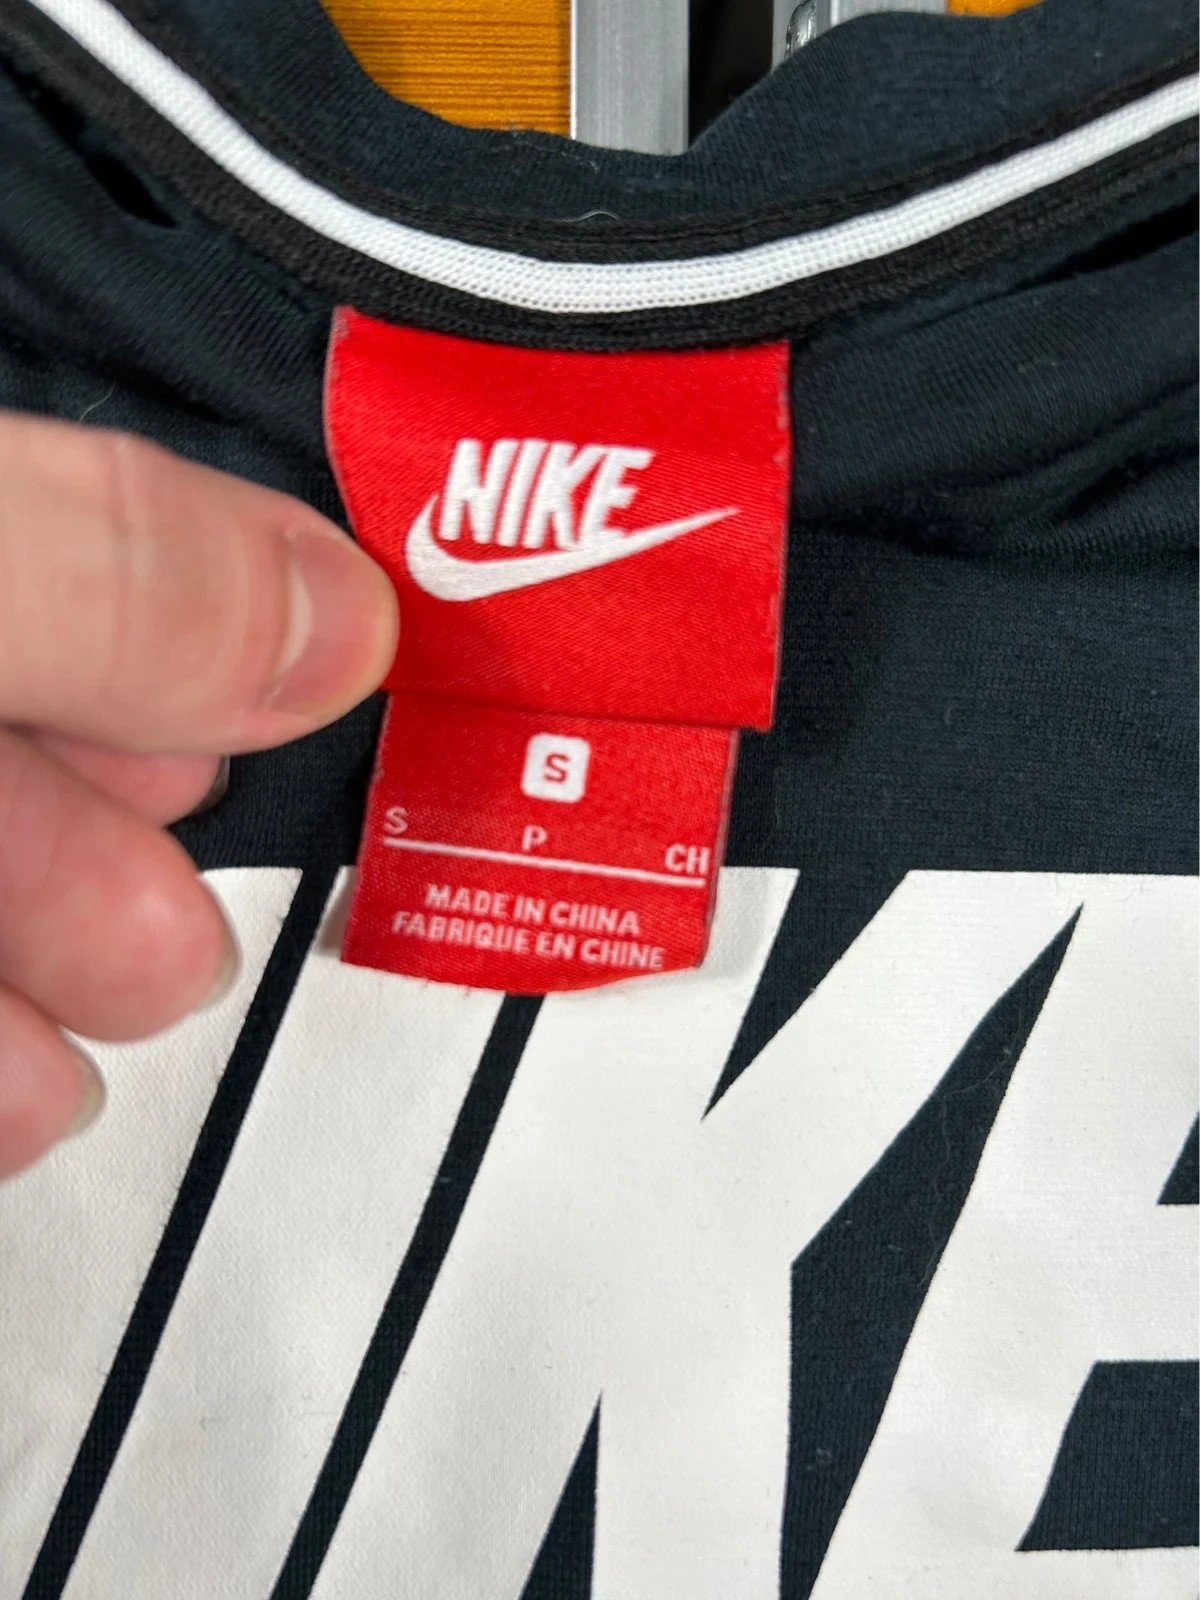 NIKE
S
S P CH
MADE IN CHINA
FABRIQUE EN CHINE
IKE